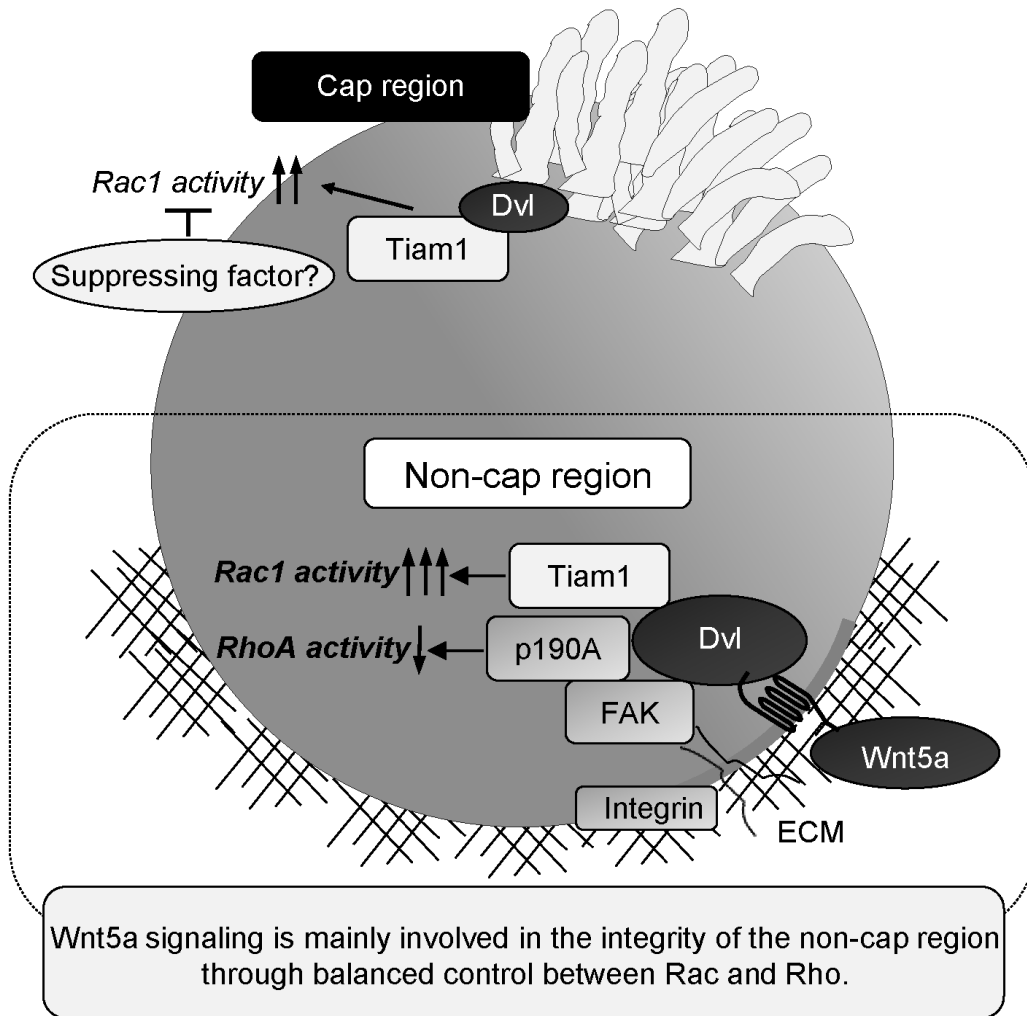 Cap region
Rac1 activity
Dvl
Tiam1
Suppressing factor?
Non-cap region
Rac1 activity
Tiam1
RhoA activity
p190A
Dvl
FAK
Wnt5a
Integrin
ECM
Wnt5a signaling is mainly involved in the integrity of the non-cap region
through balanced control between Rac and Rho.